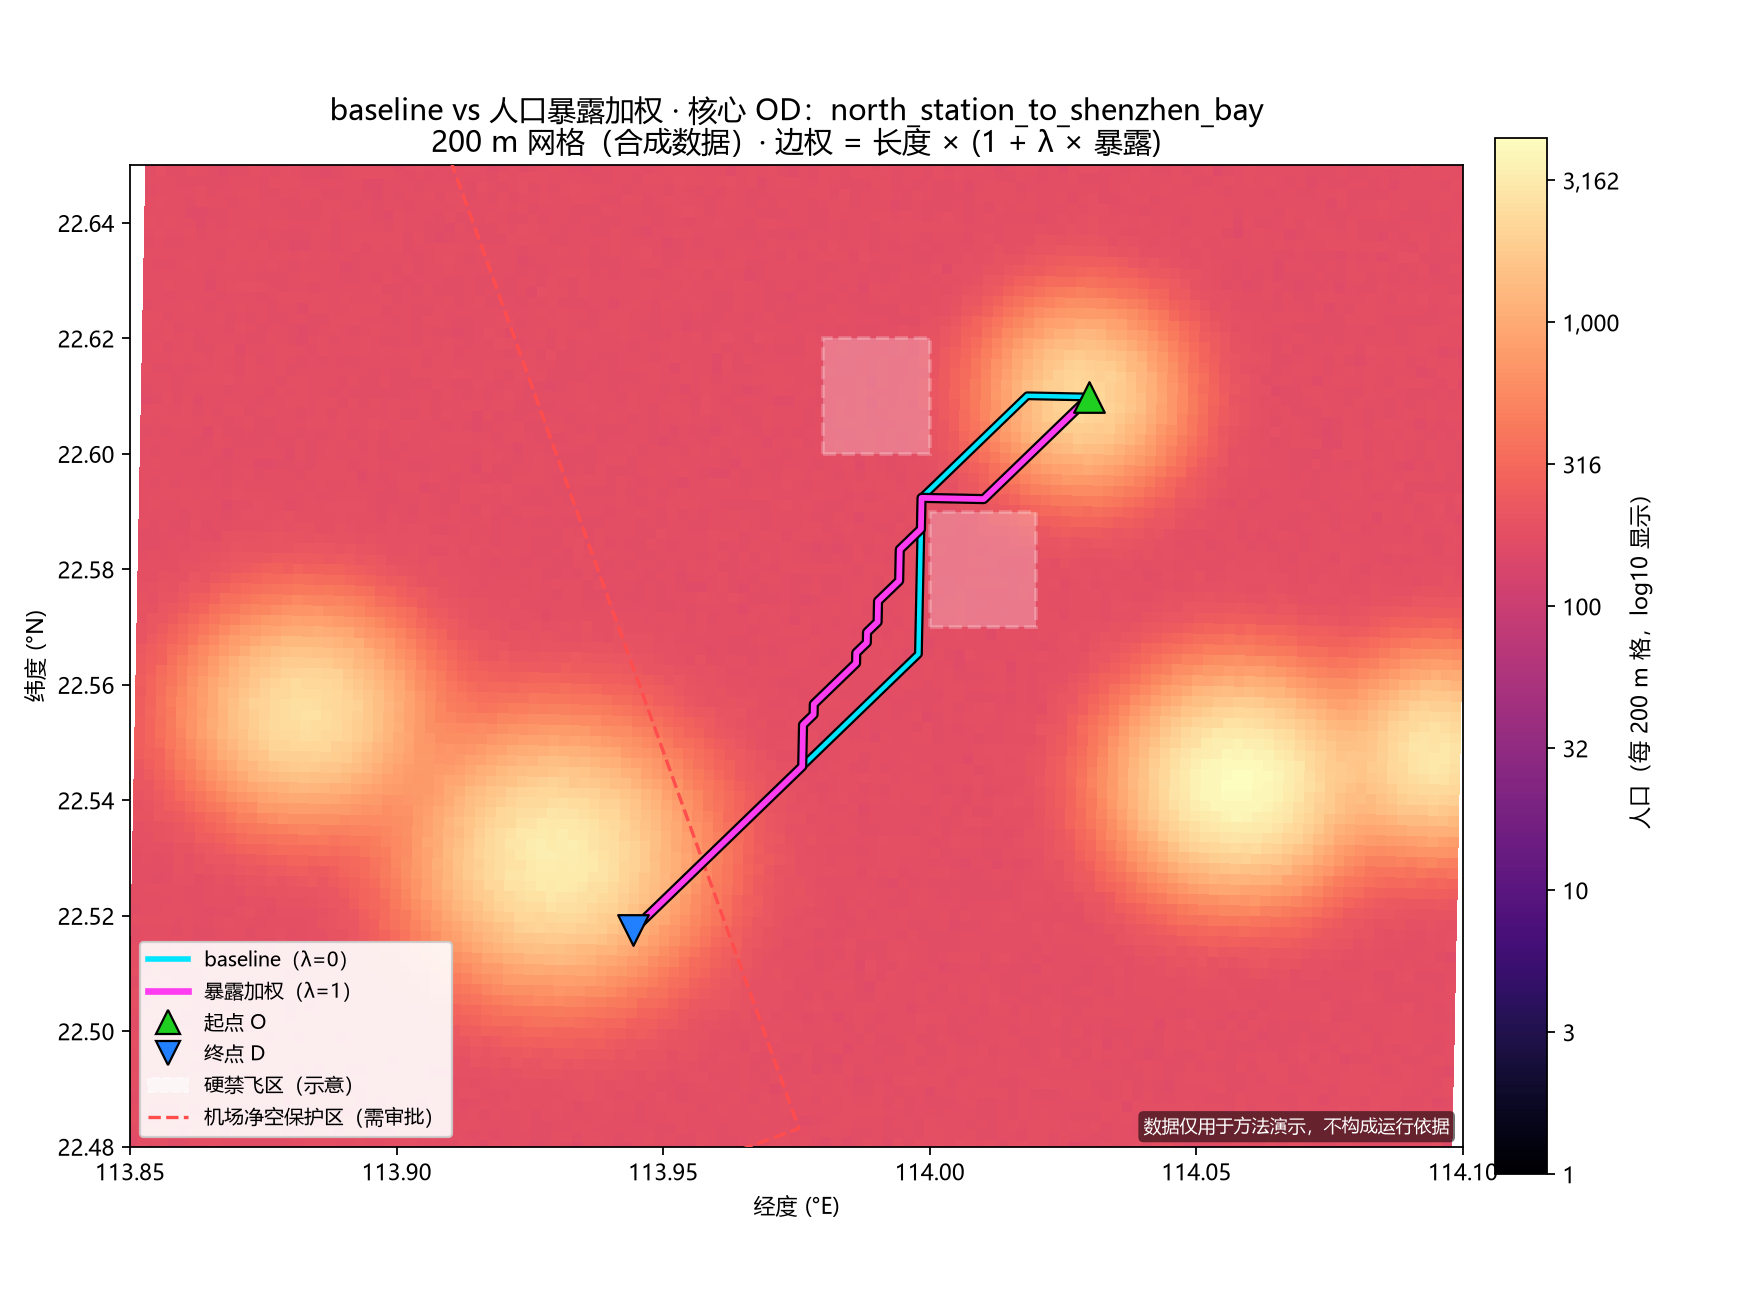 baseline vs 人口暴露加权 · 核心 OD：north_station_to_shenzhen_bay
200 m 网格（合成数据）· 边权 = 长度 × (1 + λ × 暴露)
22.64
22.62
22.60
22.58
22.56
22.54
22.52
22.50
22.48
纬度 (°N)
baseline（λ=0）
暴露加权（λ=1）
起点 O
终点 D
硬禁飞区（示意）
机场净空保护区（需审批）
数据仅用于方法演示，不构成运行依据
113.85
113.90
113.95
114.00
114.05
114.10
经度 (°E)
3,162
1,000
316
100
32
10
3
1
人口（每 200 m 格，log10 显示）